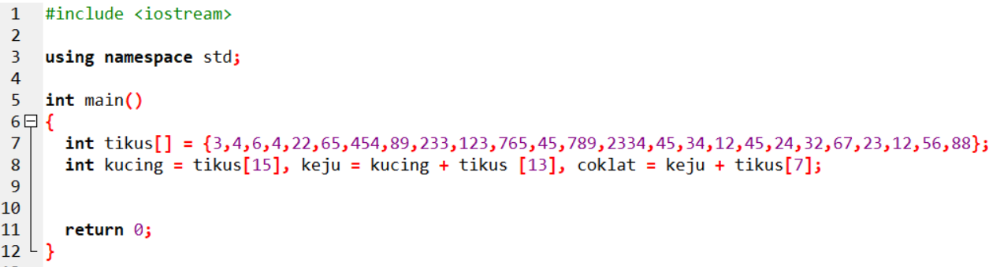 1 #include <iostream>
2
3 using namespace std;
4
5 int main()
6 {
7 int tikus[] = {3,4,6,4,22,65,454,89,233,123,765,45,789,2334,45,34,12,45,24,32,67,23,12,56,88};
8 int kucing = tikus[15], keju = kucing + tikus [13], coklat = keju + tikus[7];
9
10
11 return 0;
12 }